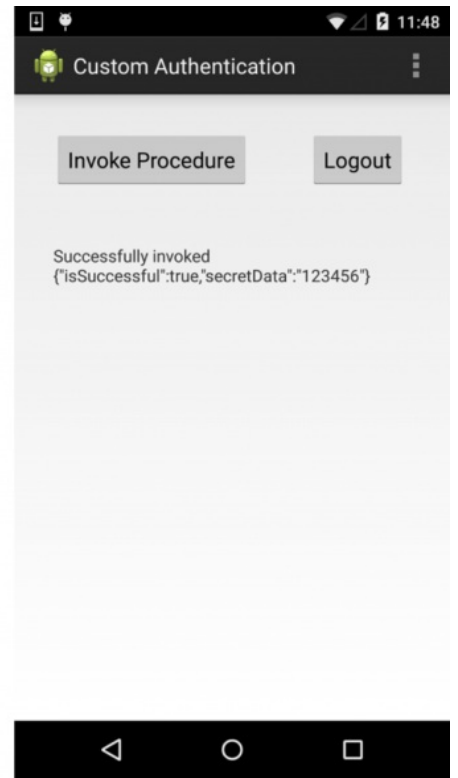 11:48
Custom Authentication
Invoke Procedure
Logout
Successfully invoked
{"isSuccessful":true,"secretData":"123456"}